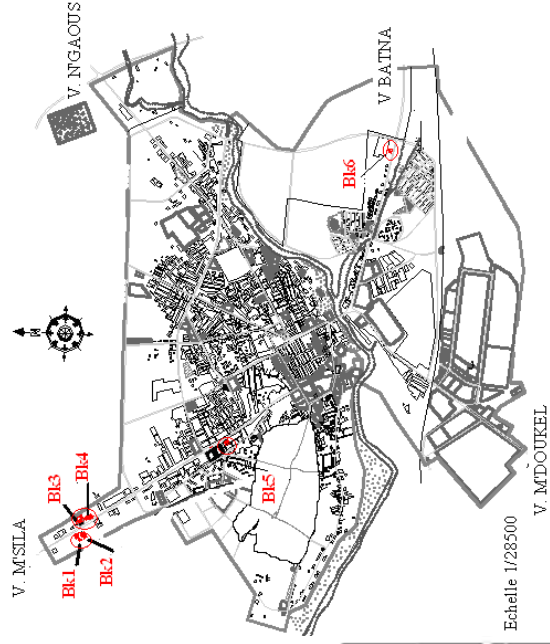 V. N'GAOUS
N
V. M'SILA
V BATNA
Bk3
Bk4
Bk1
Bk2
Bk5
Bk6
V. M'DOUKEL
Echelle 1/28500